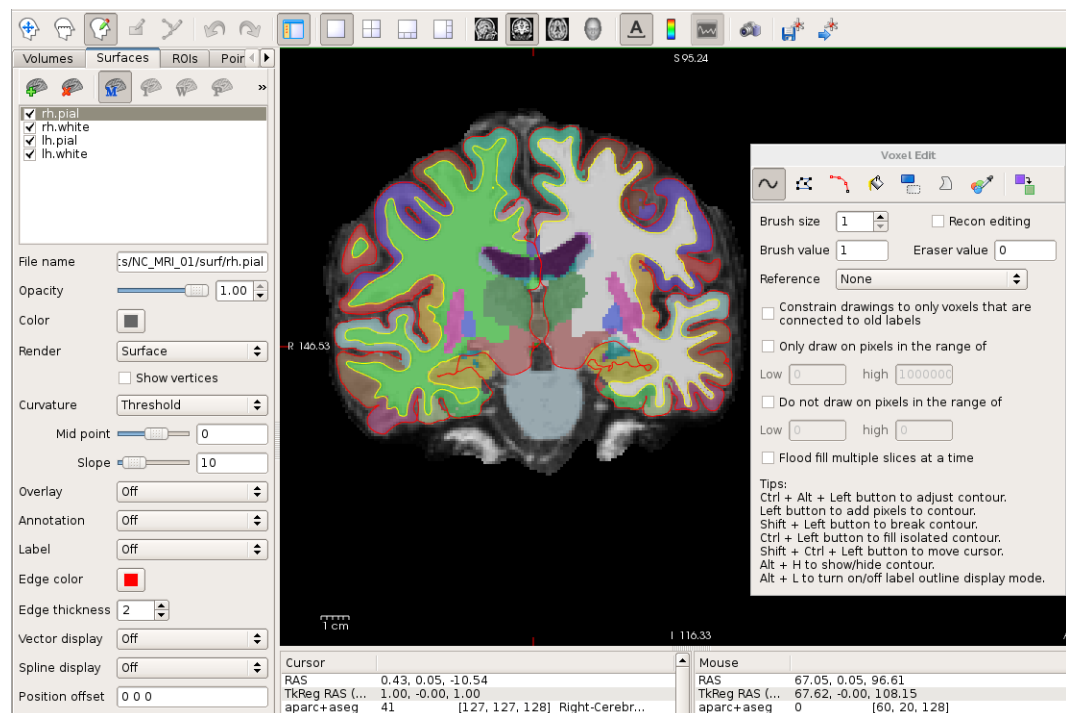 A
Volumes Surfaces ROIs Poir
M I W P »
rh.pial
rh.white
lh.pial
lh.white
File name :s/NC_MRI_01/surf/rh.pial
Opacity 1.00
Color
Render Surface
Show vertices
Curvature Threshold
Mid point 0
Slope 10
Overlay Off
Annotation Off
Label Off
Edge color
Edge thickness 2
Vector display Off
Spline display Off
Position offset 0 0 0
S 95.24
R 146.53
1 cm
I 116.33
A
Voxel Edit
Brush size 1 Recon editing
Brush value 1 Eraser value 0
Reference None
Constrain drawings to only voxels that are
connected to old labels
Only draw on pixels in the range of
Low 0 high 1000000
Do not draw on pixels in the range of
Low 0 high 0
Flood fill multiple slices at a time
Tips:
Ctrl + Alt + Left button to adjust contour.
Left button to add pixels to contour.
Shift + Left button to break contour.
Ctrl + Left button to fill isolated contour.
Shift + Ctrl + Left button to move cursor.
Alt + H to show/hide contour.
Alt + L to turn on/off label outline display mode.
Cursor
RAS 0.43, 0.05, -10.54
TkReg RAS (... 1.00, -0.00, 1.00
aparc+aseg 41 [127, 127, 128] Right-Cerebr...
Mouse
RAS 67.05, 0.05, 96.61
TkReg RAS (... 67.62, -0.00, 108.15
aparc+aseg 0 [60, 20, 128]